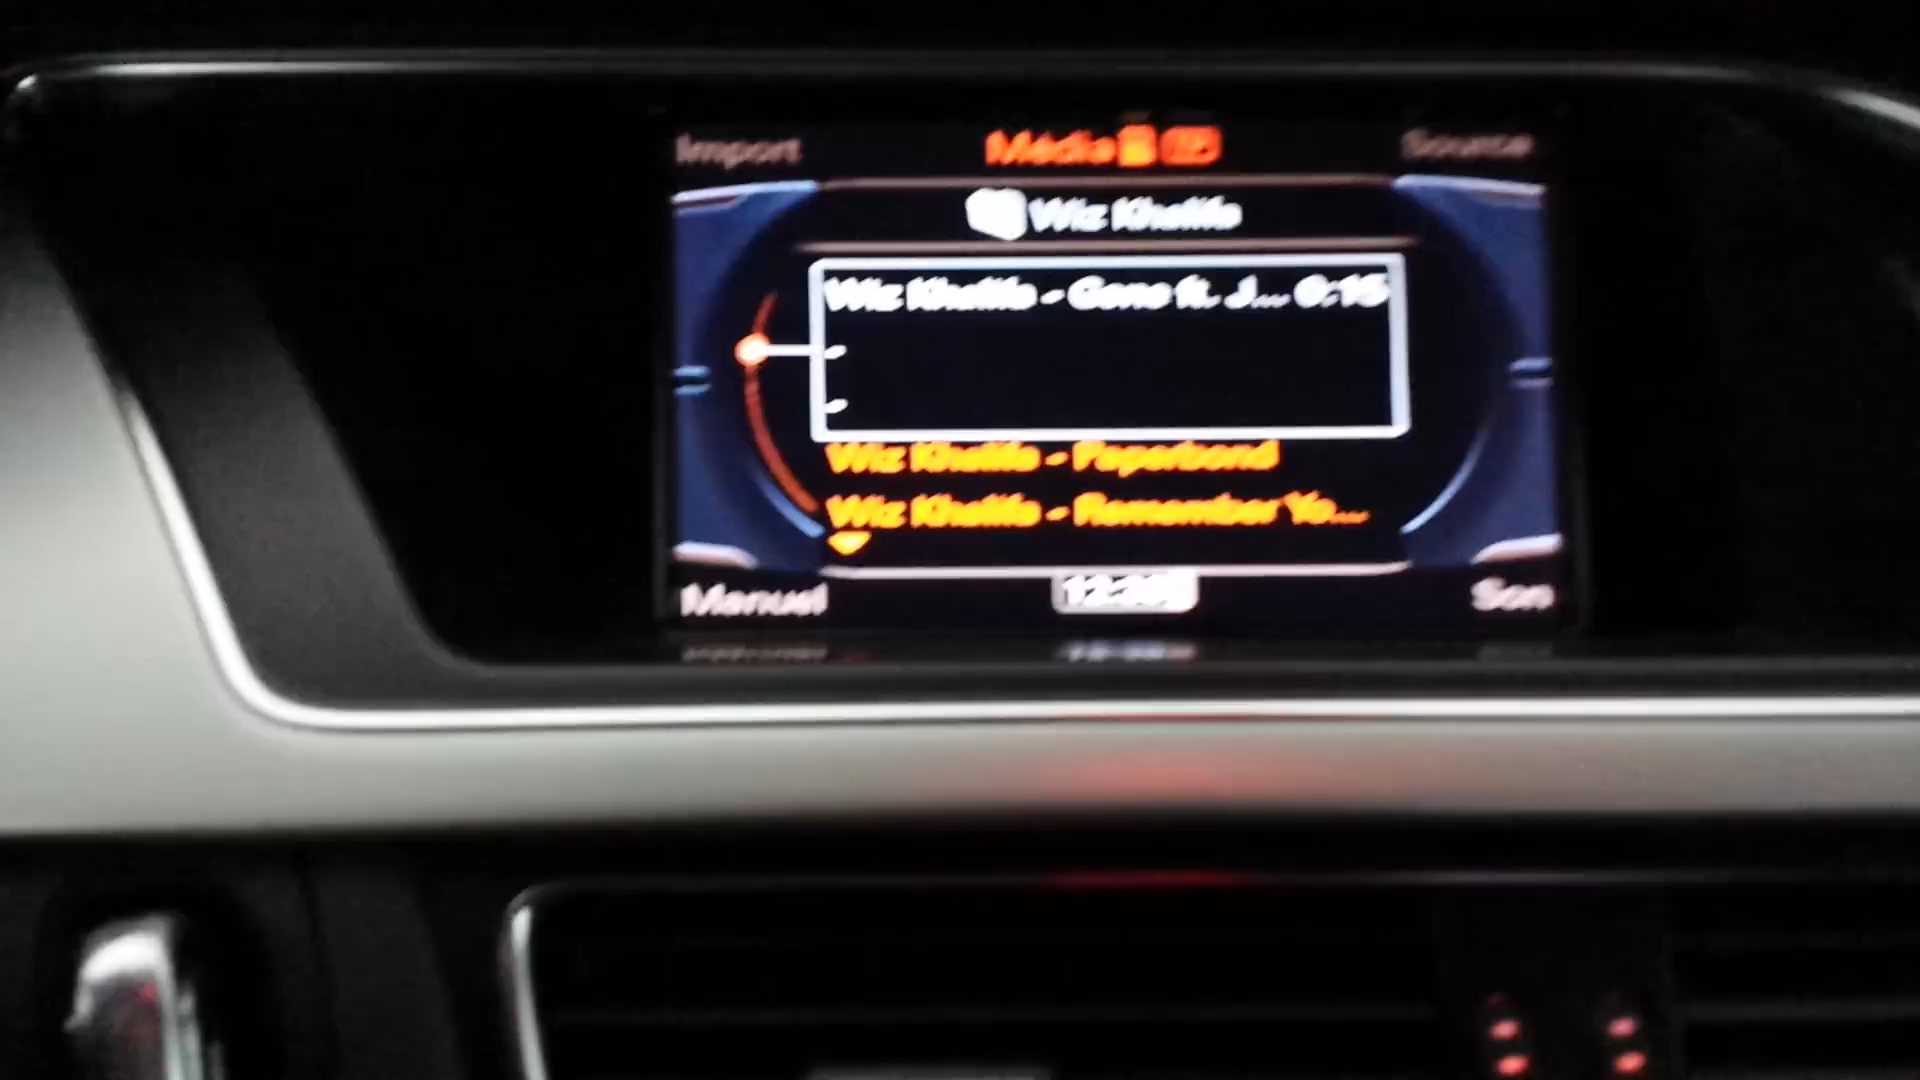 Import Média Source
Wiz Khalifa
Wiz Khalifa - Gone ft. J... 0:15
-
-
Wiz Khalifa - Paperbond
Wiz Khalifa - Remember Yo...
Manuel Son